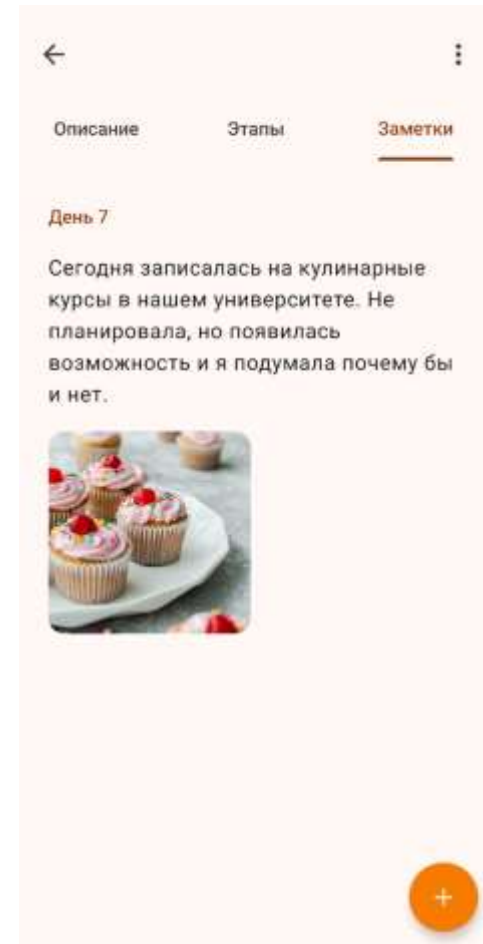 Описание Этапы Заметки
День 7
Сегодня записалась на кулинарные
курсы в нашем университете. Не
планировала, но появилась
возможность и я подумала почему бы
и нет.